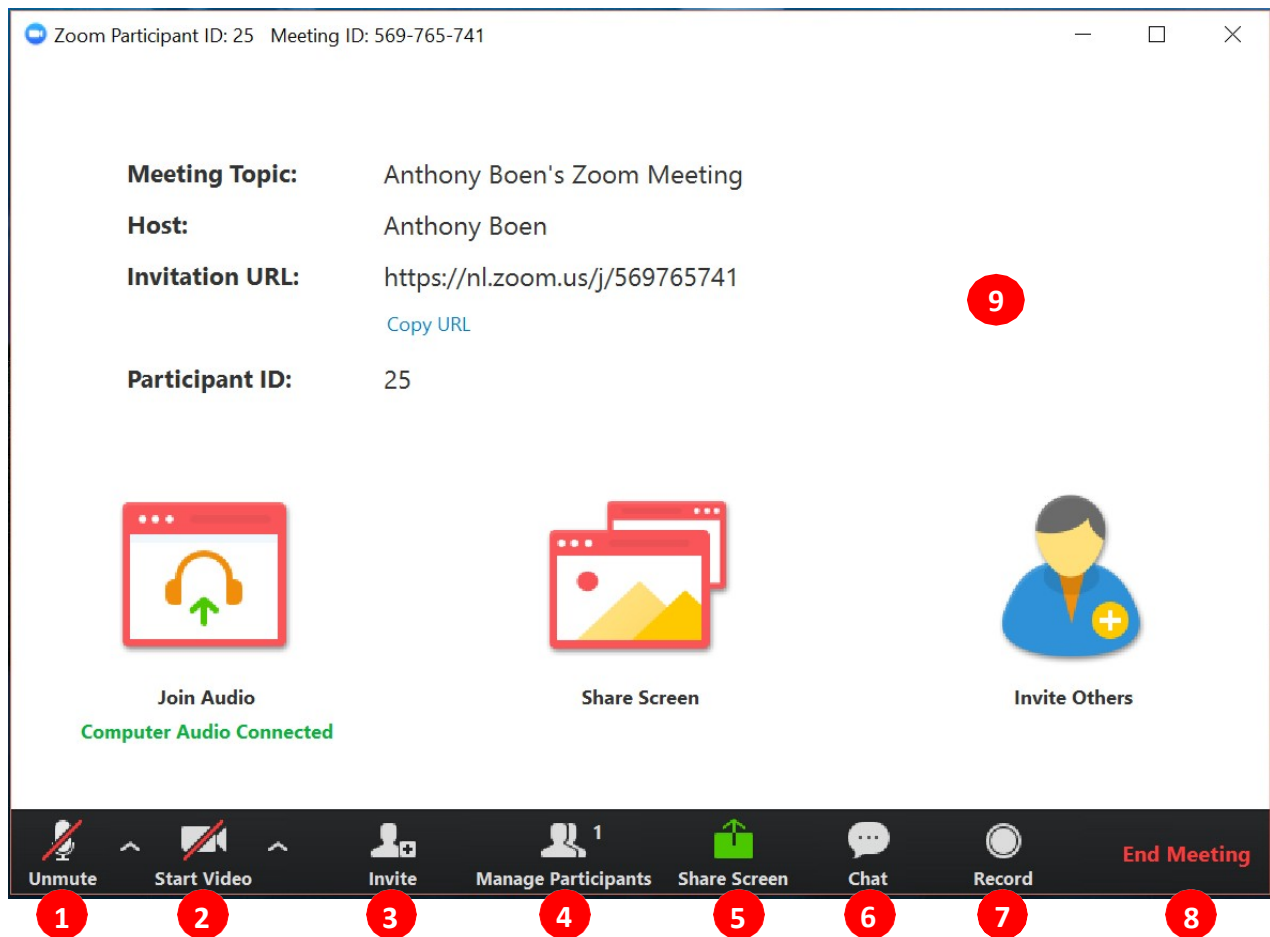 Zoom Participant ID: 25 Meeting ID: 569-765-741
Meeting Topic: Anthony Boen's Zoom Meeting
Host: Anthony Boen
Invitation URL: https://nl.zoom.us/j/569765741
9
Copy URL
Participant ID: 25
Join Audio Share Screen Invite Others
Computer Audio Connected
1
Unmute Start Video Invite Manage Participants Share Screen Chat Record End Meeting
1 2 3 4 5 6 7 8